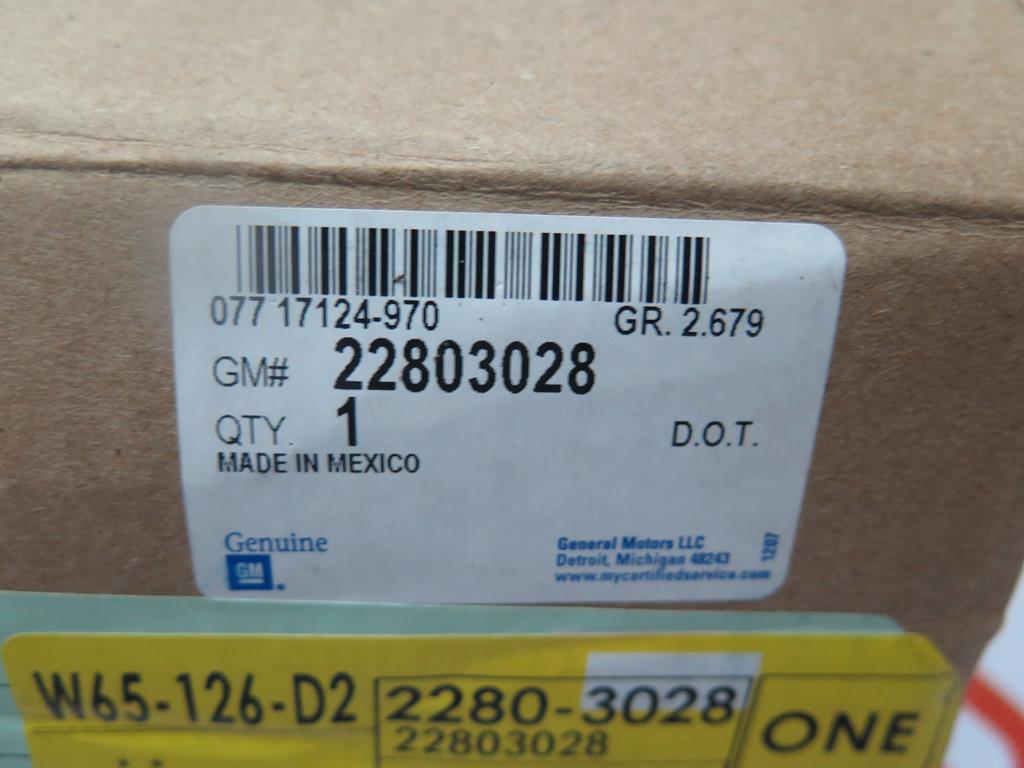 077 17124-970 GR. 2.679
GM# 22803028
QTY. 1 D.O.T.
MADE IN MEXICO
Genuine
GM
General Motors LLC
Detroit, Michigan 48243
www.mycertifiedservice.com
1207
W65-126-D2 2280-3028 ONE
22803028